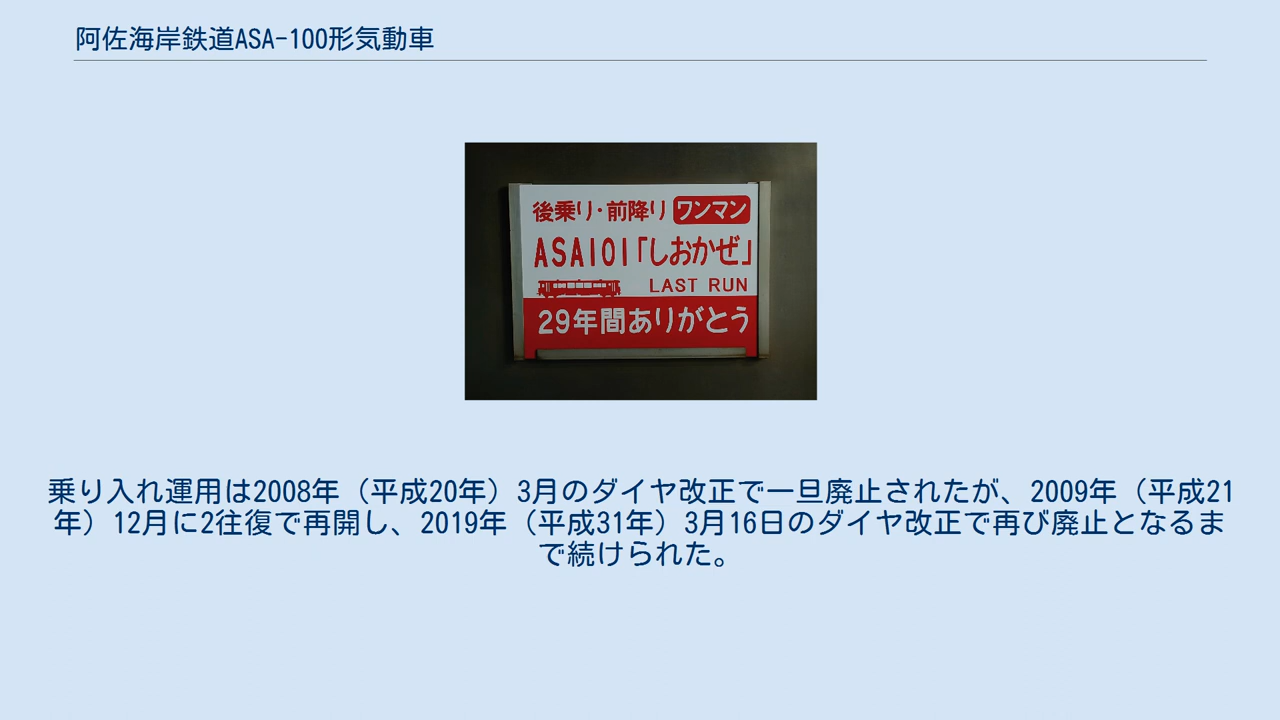 阿佐海岸鉄道ASA-100形気動車
後乗り・前降り ワンマン
ASA101「しおかぜ」
LAST RUN
29年間ありがとう
乗り入れ運用は2008年（平成20年）3月のダイヤ改正で一旦廃止されたが、2009年（平成21
年）12月に2往復で再開し、2019年（平成31年）3月16日のダイヤ改正で再び廃止となるま
で続けられた。